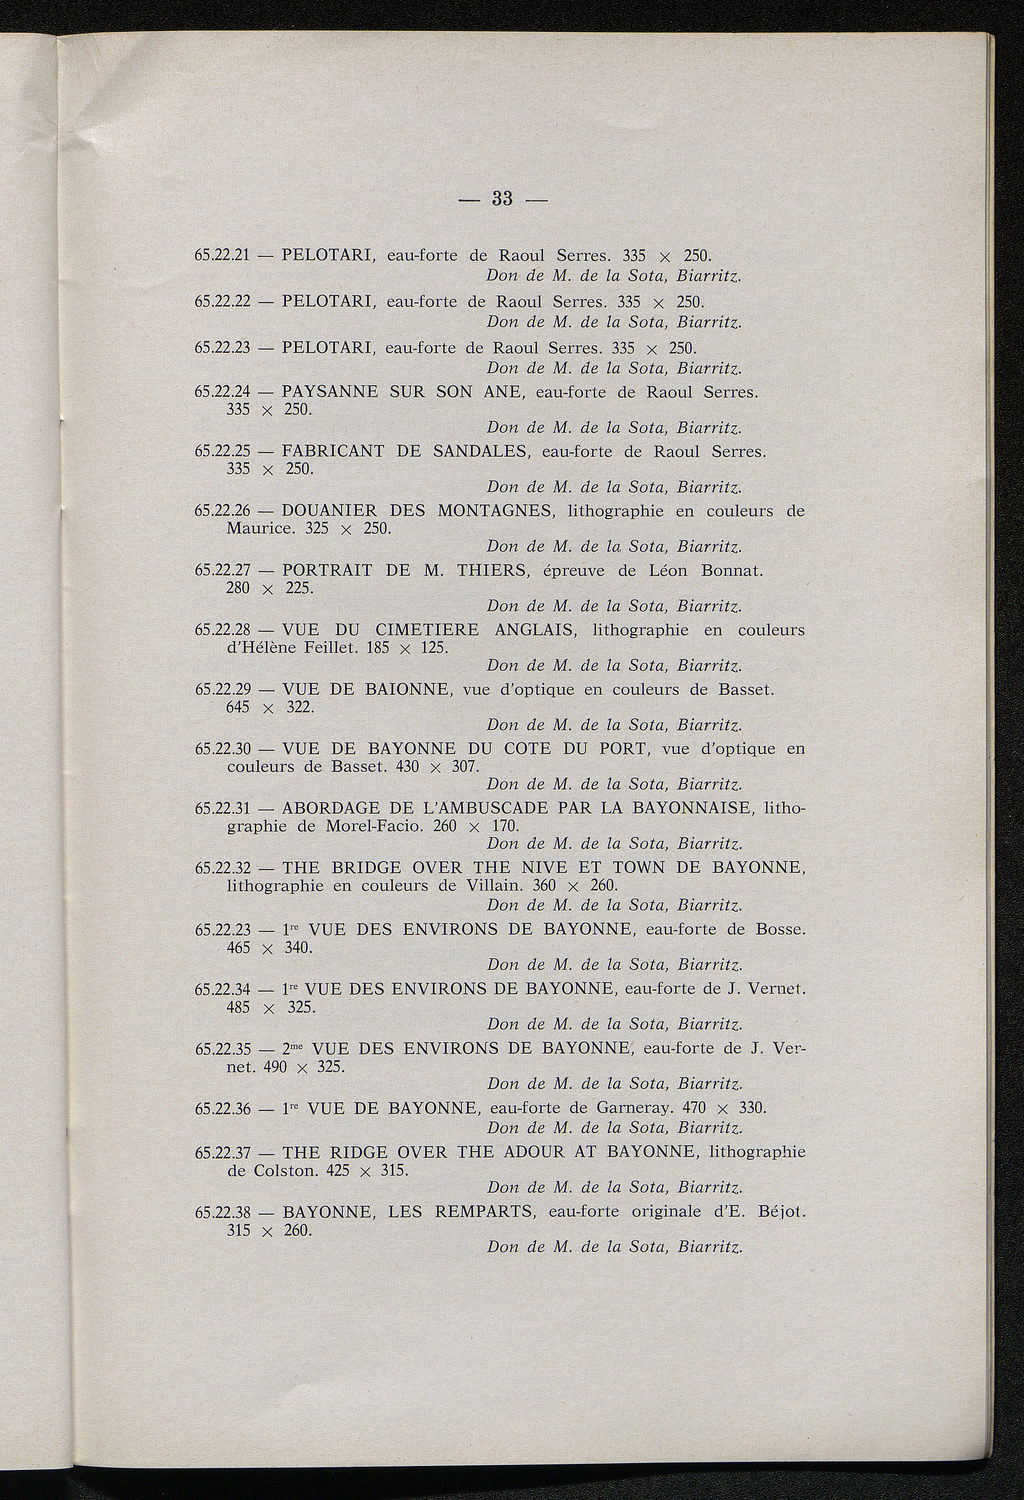 — 33 —
65.22.21 — PELOTARI, eau-forte de Raoul Serres. 335 × 250.
Don de M. de la Sota, Biarritz.
65.22.22 — PELOTARI, eau-forte de Raoul Serres. 335 × 250.
Don de M. de la Sota, Biarritz.
65.22.23 — PELOTARI, eau-forte de Raoul Serres. 335 × 250.
Don de M. de la Sota, Biarritz.
65.22.24 — PAYSANNE SUR SON ANE, eau-forte de Raoul Serres.
335 × 250.
Don de M. de la Sota, Biarritz.
65.22.25 — FABRICANT DE SANDALES, eau-forte de Raoul Serres.
335 × 250.
Don de M. de la Sota, Biarritz.
65.22.26 — DOUANIER DES MONTAGNES, lithographie en couleurs de
Maurice. 325 × 250.
Don de M. de la Sota, Biarritz.
65.22.27 — PORTRAIT DE M. THIERS, épreuve de Léon Bonnat.
280 × 225.
Don de M. de la Sota, Biarritz.
65.22.28 — VUE DU CIMETIERE ANGLAIS, lithographie en couleurs
d'Hélène Feillet. 185 × 125.
Don de M. de la Sota, Biarritz.
65.22.29 — VUE DE BAIONNE, vue d'optique en couleurs de Basset.
645 × 322.
Don de M. de la Sota, Biarritz.
65.22.30 — VUE DE BAYONNE DU COTE DU PORT, vue d'optique en
couleurs de Basset. 430 × 307.
Don de M. de la Sota, Biarritz.
65.22.31 — ABORDAGE DE L'AMBUSCADE PAR LA BAYONNAISE, litho-
graphie de Morel-Facio. 260 × 170.
Don de M. de la Sota, Biarritz.
65.22.32 — THE BRIDGE OVER THE NIVE ET TOWN DE BAYONNE,
lithographie en couleurs de Villain. 360 × 260.
Don de M. de la Sota, Biarritz.
65.22.23 — 1re VUE DES ENVIRONS DE BAYONNE, eau-forte de Bosse.
465 × 340.
Don de M. de la Sota, Biarritz.
65.22.34 — 1re VUE DES ENVIRONS DE BAYONNE, eau-forte de J. Vernet.
485 × 325.
Don de M. de la Sota, Biarritz.
65.22.35 — 2me VUE DES ENVIRONS DE BAYONNE, eau-forte de J. Ver-
net. 490 × 325.
Don de M. de la Sota, Biarritz.
65.22.36 — 1re VUE DE BAYONNE, eau-forte de Garneray. 470 × 330.
Don de M. de la Sota, Biarritz.
65.22.37 — THE RIDGE OVER THE ADOUR AT BAYONNE, lithographie
de Colston. 425 × 315.
Don de M. de la Sota, Biarritz.
65.22.38 — BAYONNE, LES REMPARTS, eau-forte originale d'E. Béjot.
315 × 260.
Don de M. de la Sota, Biarritz.